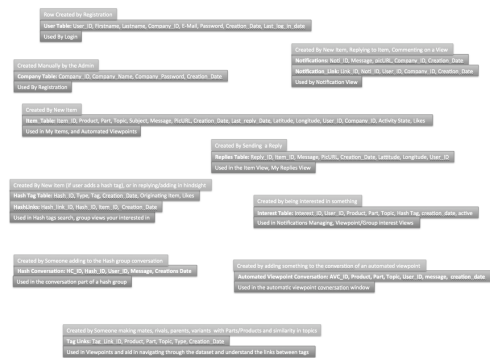 Row Created by Registration
User Table: User_ID, Firstname, Lastname, Company_ID, E-Mail, Password, Creation_Date, Last_log_in_date
Used By Login
Created By New Item, Replying to Item, Commenting on a View
Notifications: Noti_ID, Message, picURL, Company_ID, Creation_Date
Notification_Link: Link_ID Noti_ID, User_ID, Company_ID, Creation_Date
Used by Notification View
Created Manually by the Admin
Company Table: Company_ID, Company_Name, Company_Password, Creation_Date
Used By Registration
Created By New Item
Item_Table: Item_ID, Product, Part, Topic, Subject, Message, PicURL, Creation_Date, Last_reply_Date, Latitude, Longitude, User_ID, Company_ID, Activity State, Likes
Used in My Items, and Automated Viewpoints
Created By Sending a Reply
Replies Table: Reply_ID, Item_ID, Message, PicURL, Creation_Date, Latitude, Longitude, User_ID
Used in the Item View, My Replies View
Created By New Item (if user adds a hash tag), or in replying/adding in hindsight
Hash Tag Table: Hash_ID, Type, Tag, Creation_Date, Originating Item, Likes
HashLinks: Hash_link_ID, Hash_ID, Item_ID, Creation_Date
Used in Hash tags search, group views your interested in
Created by being interested in something
Interest Table: Interest_ID, User_ID, Product, Part, Topic, Hash Tag, creation_date, active
Used in Notifications Managing, Viewpoint/Group Interest Views
Created by Someone adding to the Hash group conversation
Hash Conversation: HC_ID, Hash_ID, User_ID, Message, Creations Date
Used in the conversation part of a hash group
Created by adding something to the conversation of an automated viewpoint
Automated Viewpoint Conversation: AVC_ID, Product, Part, Topic, User_ID, message, creation_date
Used in the automatic viewpoint conversation window
Created by Someone making mates, rivals, parents, variants with Parts/Products and similarity in topics
Tag Links: Tag_Link_ID, Product, Part, Topic, Type, Creation_Date
Used in Viewpoints and aid in navigating through the dataset and understand the links between tags